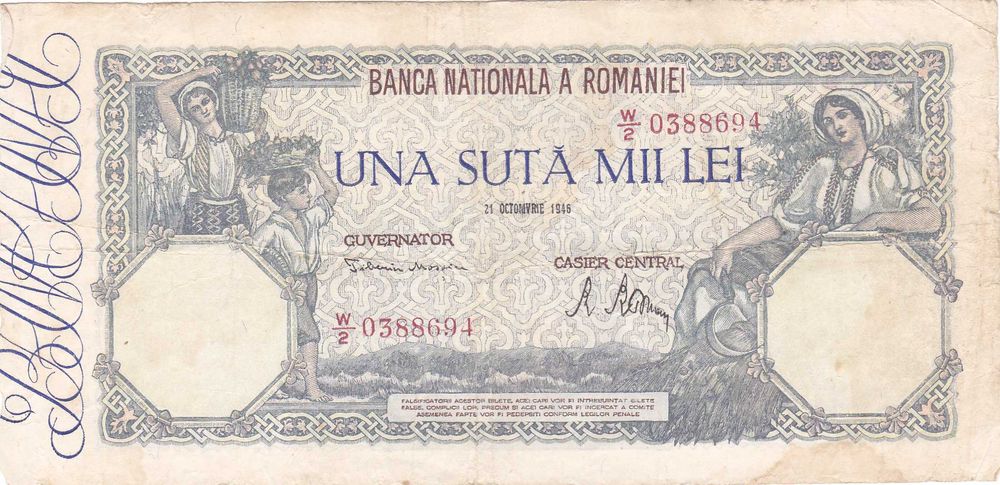 BANCA NATIONALA A ROMANIEI
W/2 0388694
UNA SUTĂ MII LEI
21 OCTOMVRIE 1946
GUVERNATOR
CASIER CENTRAL
W/2 0388694
FALSIFICATORII ACESTOR BILETE, ACEI CARI VOR FI INTREBUINTAT BILETE
FALSE, COMPLICII LOR, PRECUM SI ACEI CARI VOR FI INCERCAT A COMITE
ASEMENEA FAPTE VOR FI PEDEPSITI CONFORM LEGILOR PENALE